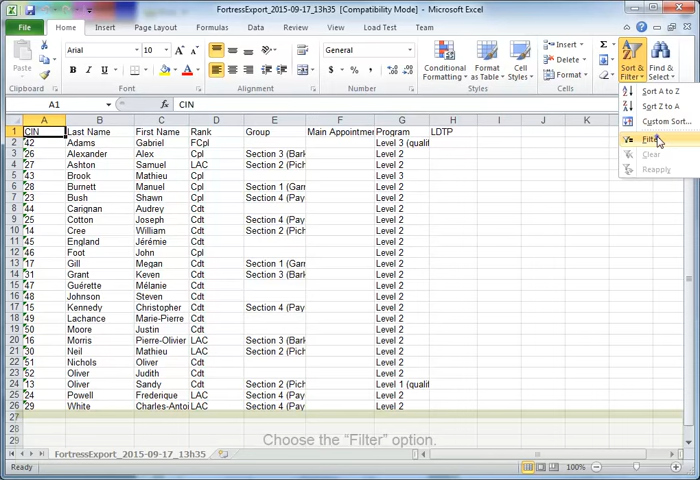 FortressExport_2015-09-17_13h35 [Compatibility Mode] - Microsoft Excel
File Home Insert Page Layout Formulas Data Review View Load Test Team
Paste
Clipboard
Arial 10
B I U
Font
Alignment
General
$ % ,
Number
Conditional Formatting
Format as Table
Cell Styles
Styles
Insert
Delete
Format
Cells
Σ
Sort & Filter
Find & Select
Sort A to Z
Sort Z to A
Custom Sort...
Filter
Clear
Reapply
A1 fx CIN
A B C D E F G H I J K L
1 CIN Last Name First Name Rank Group Main Appointmen Program LDTP
2 42 Adams Gabriel FCpl Level 3 (qualif
3 26 Alexander Alex Cpl Section 3 (Bark Level 2
4 27 Ashton Samuel LAC Section 2 (Pich Level 2
5 43 Brook Mathieu Cpl Level 3
6 28 Burnett Manuel Cpl Section 1 (Garn Level 2
7 23 Bush Shawn Cpl Section 4 (Pay Level 2
8 44 Carignan Audrey Cdt Level 2
9 25 Cotton Joseph Cpl Section 4 (Pay Level 2
10 14 Cree William Cdt Section 2 (Pich Level 2
11 45 England Jérémie Cdt Level 2
12 46 Foot John Cpl Level 2
13 17 Gill Megan Cdt Section 1 (Garn Level 2
14 31 Grant Keven Cdt Section 3 (Bark Level 2
15 47 Guérette Mélanie Cdt Level 2
16 48 Johnson Steven Cdt Level 2
17 15 Kennedy Christopher Cdt Section 4 (Pay Level 2
18 49 Lachance Marie-Pierre Cdt Level 2
19 50 Moore Justin Cdt Level 2
20 16 Morris Pierre-Olivier LAC Section 3 (Bark Level 2
21 30 Neil Mathieu LAC Section 2 (Pich Level 2
22 51 Nichols Oliver Cdt Level 2
23 52 Oliver Judith Cdt Level 2
24 13 Oliver Sandy Cdt Section 2 (Pich Level 1 (qualif
25 24 Powell Frederique LAC Section 4 (Pay Level 2
26 29 White Charles-Antoi LAC Section 4 (Pay Level 2
27
28
29
Choose the “Filter” option.
FortressExport_2015-09-17_13h35
Ready 100%